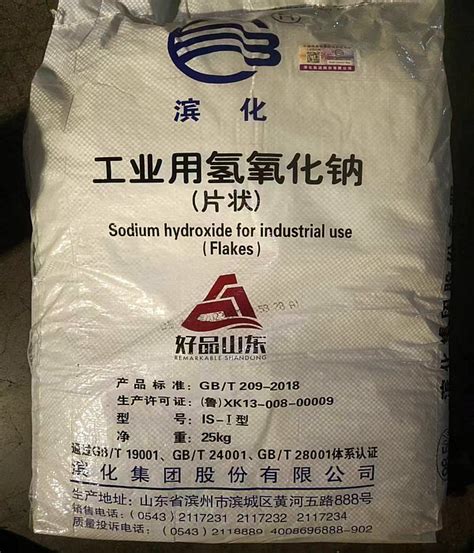 滨化
工业用氢氧化钠
(片状)
Sodium hydroxide for industrial use
(Flakes)
好品山东
REMARKABLE SHANDONG
产品标准: GB/T 209-2018
生产许可证: (鲁)XK13-008-00009
型号: IS-Ⅰ型
净重: 25kg
通过GB/T 19001、GB/T 24001、GB/T 28001体系认证
滨化集团股份有限公司
生产地址: 山东省滨州市滨城区黄河五路888号
销售电话: (0543) 2117231 2117232 2117234
质量投诉电话: (0543) 2118889 4008696888-902